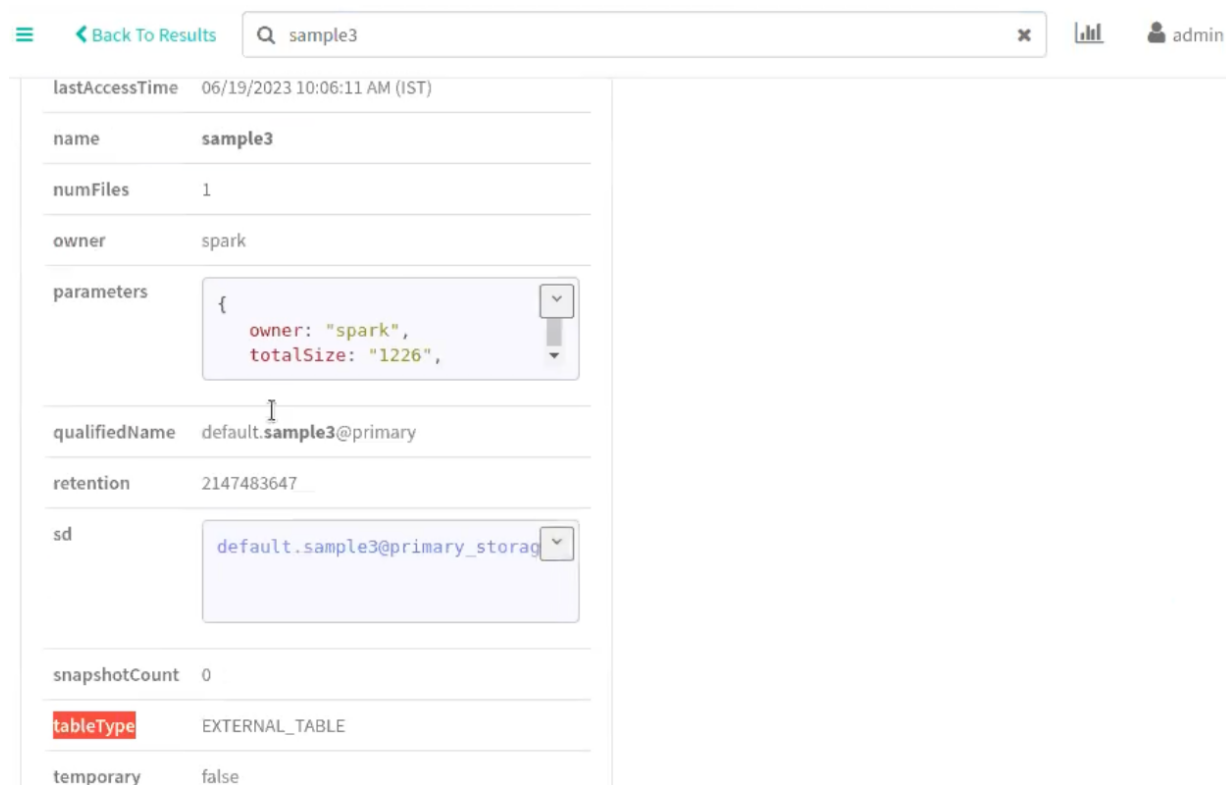 Back To Results sample3 admin
lastAccessTime 06/19/2023 10:06:11 AM (IST)
name sample3
numFiles 1
owner spark
parameters {
owner: "spark",
totalSize: "1226",
qualifiedName default.sample3@primary
retention 2147483647
sd default.sample3@primary_storag
snapshotCount 0
tableType EXTERNAL_TABLE
temporary false